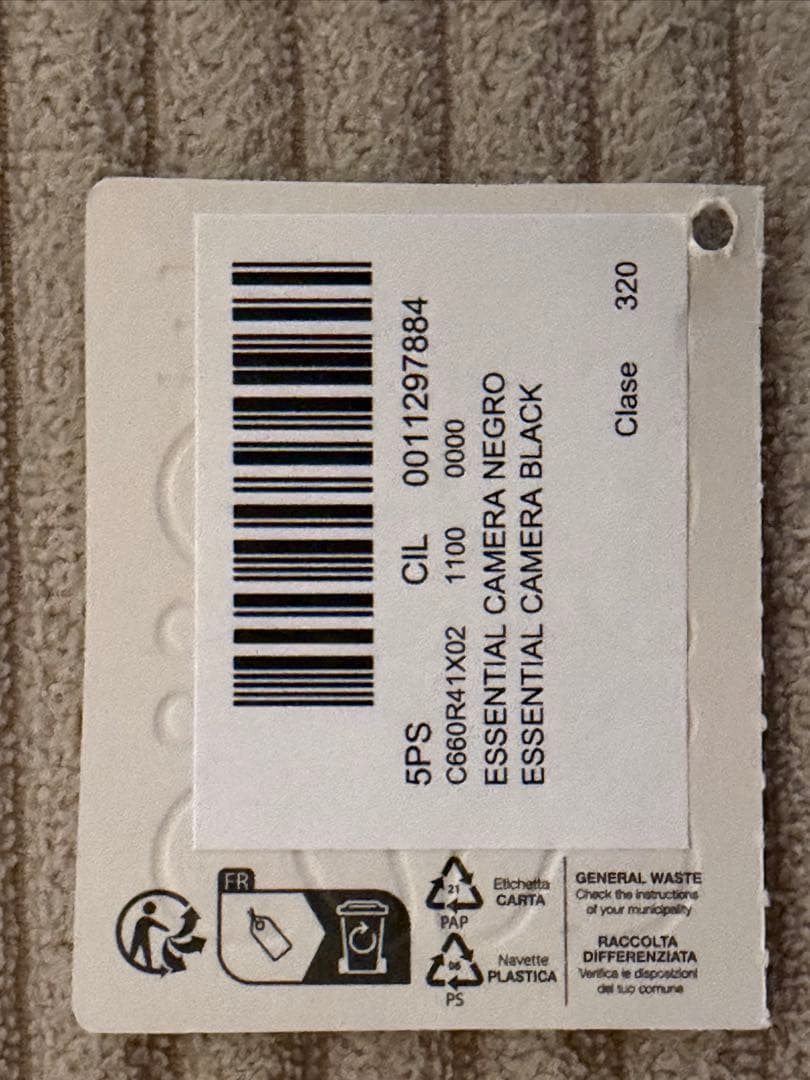 5PS CIL 0011297884
C660R41X02 1100 0000
ESSENTIAL CAMERA NEGRO
ESSENTIAL CAMERA BLACK
Clase 320
FR
21
PAP
Etichetta
CARTA
06
PS
Navette
PLASTICA
GENERAL WASTE
Check the instructions
of your municipality
RACCOLTA
DIFFERENZIATA
Verifica le disposizioni
del tuo comune